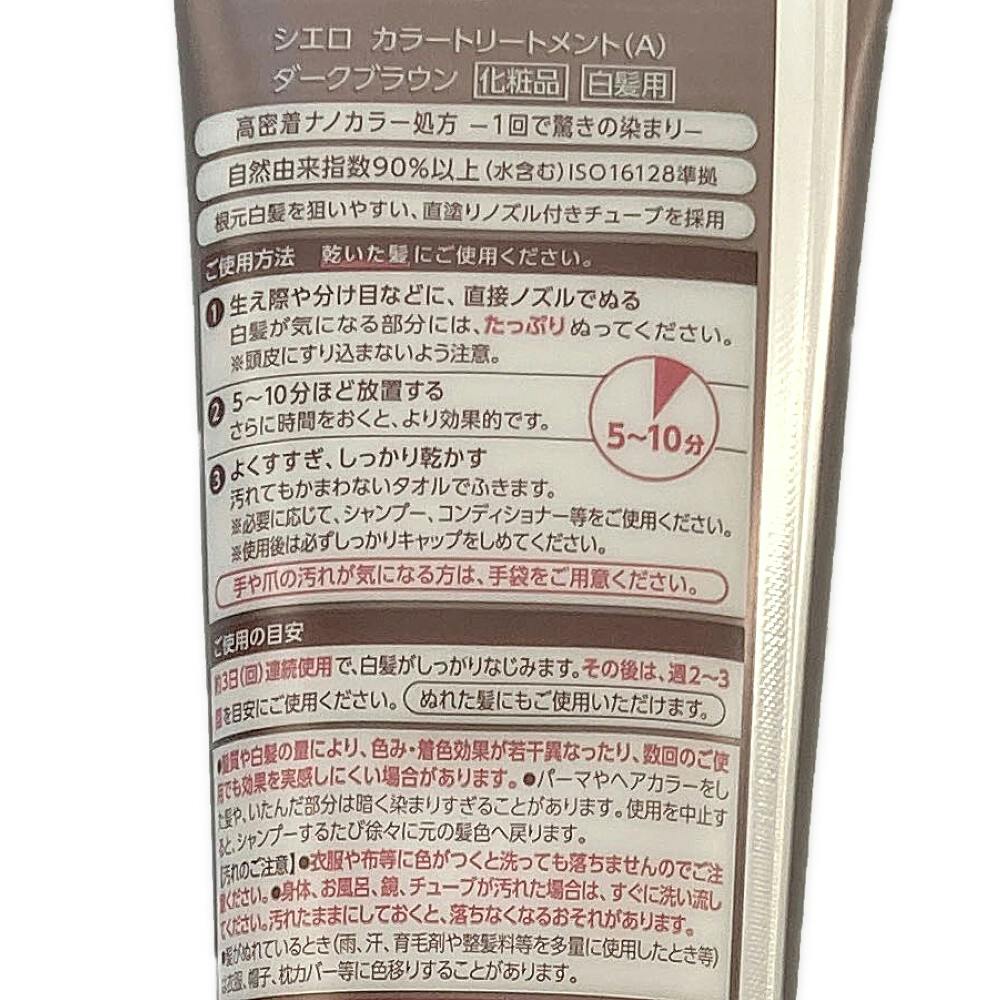 シエロ カラートリートメント(A)
ダークブラウン 化粧品 白髪用
高密着ナノカラー処方 ー1回で驚きの染まりー
自然由来指数90%以上(水含む)ISO16128準拠
根元白髪を狙いやすい、直塗りノズル付きチューブを採用
ご使用方法 乾いた髪にご使用ください。
1 生え際や分け目などに、直接ノズルでぬる
白髪が気になる部分には、たっぷりぬってください。
※頭皮にすり込まないよう注意。
2 5〜10分ほど放置する
さらに時間をおくと、より効果的です。
5〜10分
3 よくすすぎ、しっかり乾かす
汚れてもかまわないタオルでふきます。
※必要に応じて、シャンプー、コンディショナー等をご使用ください。
※使用後は必ずしっかりキャップをしめてください。
手や爪の汚れが気になる方は、手袋をご用意ください。
ご使用の目安
約3日(回)連続使用で、白髪がしっかりなじみます。その後は、週2〜3
回を目安にご使用ください。 ぬれた髪にもご使用いただけます。
●髪質や白髪の量により、色み・着色効果が若干異なったり、数回のご使
用でも効果を実感しにくい場合があります。●パーマやヘアカラーをし
た髪や、いたんだ部分は暗く染まりすぎることがあります。使用を中止す
ると、シャンプーするたび徐々に元の髪色へ戻ります。
【汚れのご注意】●衣服や布等に色がつくと洗っても落ちませんのでご注
意ください。●身体、お風呂、鏡、チューブが汚れた場合は、すぐに洗い流し
てください。汚れたままにしておくと、落ちなくなるおそれがあります。
●髪がぬれているとき(雨、汗、育毛剤や整髪料等を多量に使用したとき等)
は衣服、帽子、枕カバー等に色移りすることがあります。